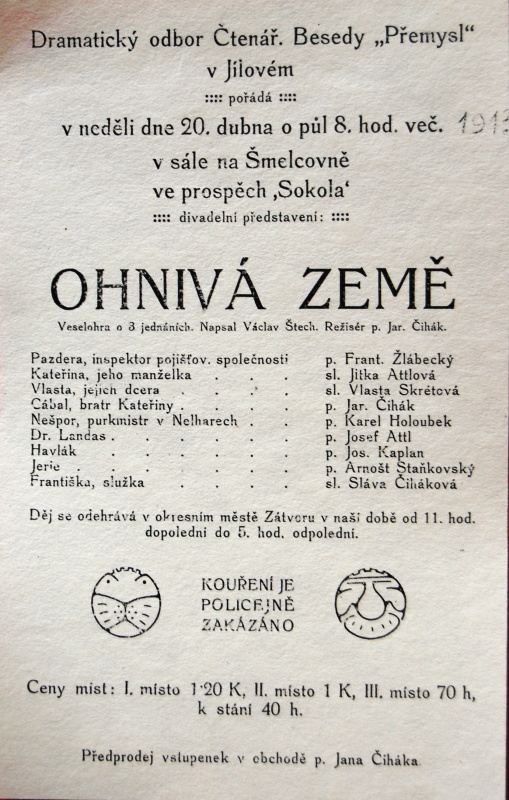 Dramatický odbor Čtenář. Besedy „Přemysl“
v Jílovém
:::: pořádá ::::
v neděli dne 20. dubna o půl 8. hod. več. 1913
v sále na Šmelcovně
ve prospěch ‚Sokola‘
:::: divadelní představení: ::::
OHNIVÁ ZEMĚ
Veselohra o 3 jednáních. Napsal Václav Štech. Režisér p. Jar. Čihák.
Pazdera, inspektor pojišťov. společnosti p. Frant. Žlábecký
Kateřina, jeho manželka . . . . sl. Jitka Attlová
Vlasta, jejich dcera . . . . sl. Vlasta Skrétová
Cábal, bratr Kateřiny . . . . p. Jar. Čihák
Nešpor, purkmistr v Nelharech . . p. Karel Holoubek
Dr. Landas . . . . . . p. Josef Attl
Havlák . . . . . . p. Jos. Kaplan
Jerie . . . . . . p. Arnošt Staňkovský
Františka, služka . . . . sl. Sláva Čiháková
Děj se odehrává v okresním městě Zátvoru v naší době od 11. hod.
dopolední do 5. hod. odpolední.
KOUŘENÍ JE
POLICEJNĚ
ZAKÁZÁNO
Ceny míst: I. místo 1·20 K, II. místo 1 K, III. místo 70 h,
k stání 40 h.
Předprodej vstupenek v obchodě p. Jana Čiháka